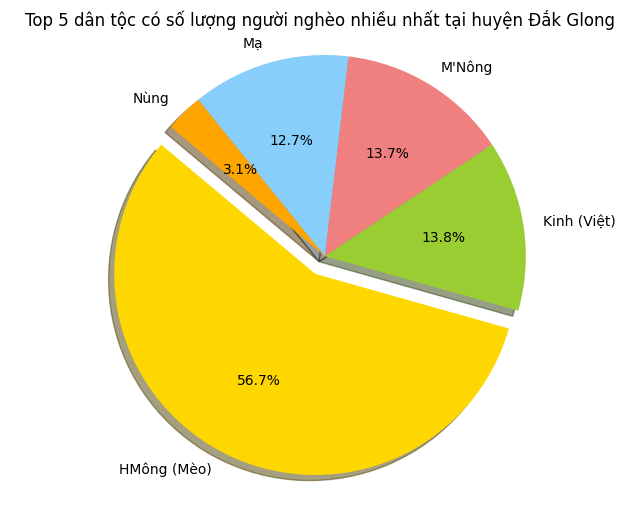 Top 5 dân tộc có số lượng người nghèo nhiều nhất tại huyện Đắk Glong
Mạ
M'Nông
Nùng
12.7%
13.7%
3.1%
Kinh (Việt)
13.8%
56.7%
HMông (Mèo)